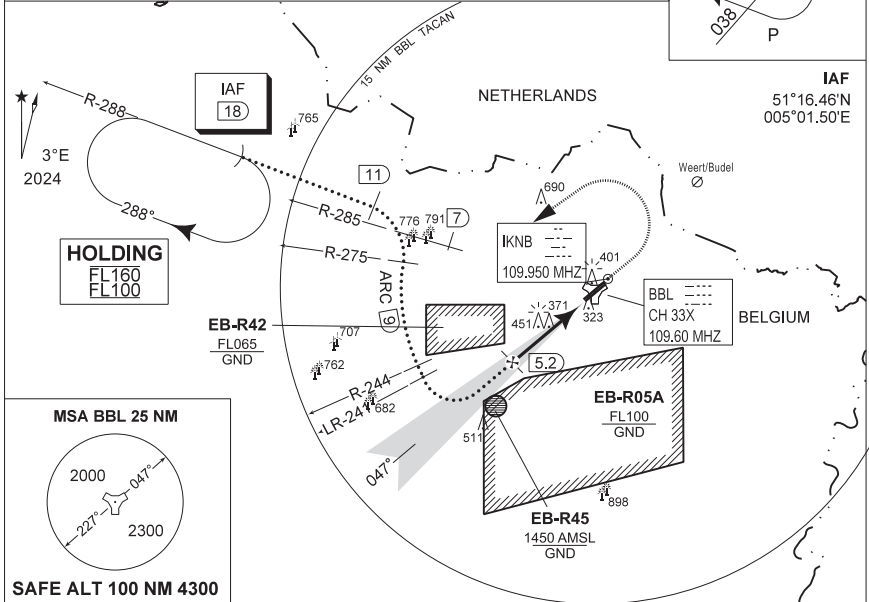 038
P
15 NM BBL TACAN
IAF
18
R-288
765
NETHERLANDS
IAF
51°16.46'N
005°01.50'E
3°E
2024
288°
11
Weert/Budel
690
R-285
776
791
7
HOLDING
FL160
FL100
R-275
IKNB
109.950 MHZ
401
ARC 9
BBL
CH 33X
109.60 MHZ
BELGIUM
371
451
323
EB-R42
FL065
GND
707
762
5.2
R-244
682
EB-R05A
FL100
GND
511
MSA BBL 25 NM
047°
2000
047°
227°
2300
898
EB-R45
1450 AMSL
GND
SAFE ALT 100 NM 4300